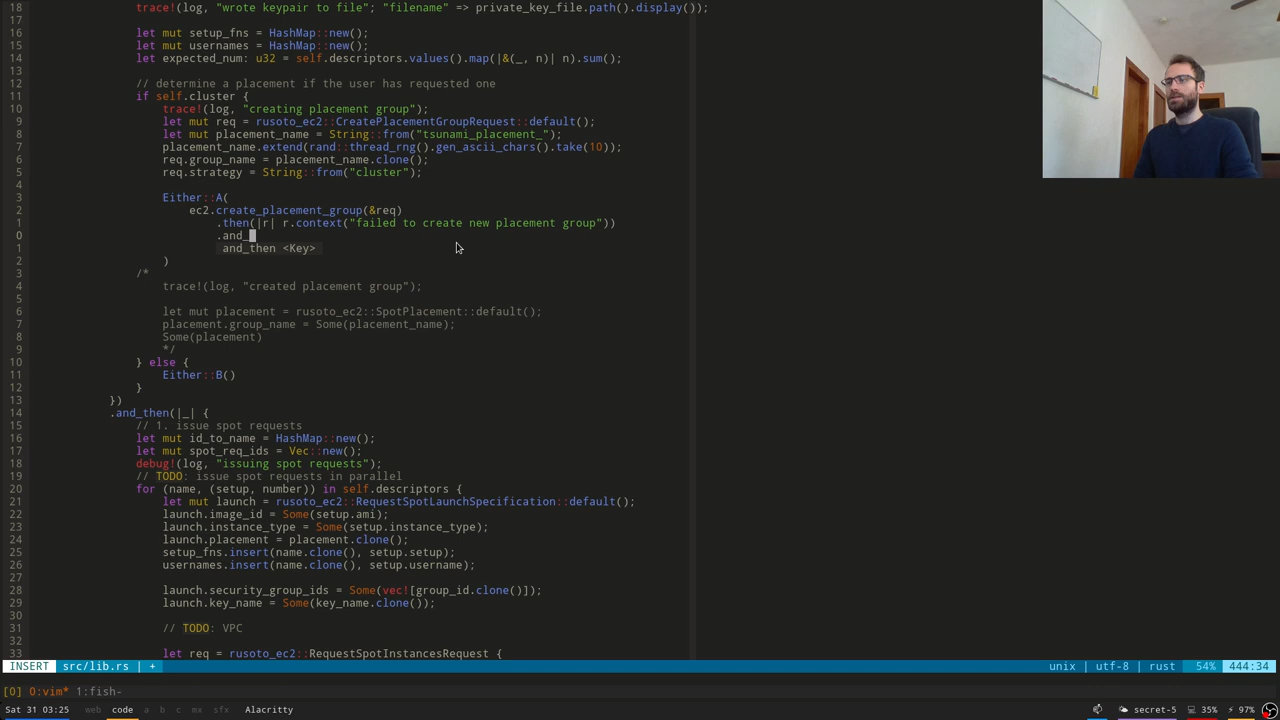 18 trace!(log, "wrote keypair to file"; "filename" => private_key_file.path().display());
17
16 let mut setup_fns = HashMap::new();
15 let mut usernames = HashMap::new();
14 let expected_num: u32 = self.descriptors.values().map(|&(_, n)| n).sum();
13
12 // determine a placement if the user has requested one
11 if self.cluster {
10 trace!(log, "creating placement group");
9 let mut req = rusoto_ec2::CreatePlacementGroupRequest::default();
8 let mut placement_name = String::from("tsunami_placement_");
7 placement_name.extend(rand::thread_rng().gen_ascii_chars().take(10));
6 req.group_name = placement_name.clone();
5 req.strategy = String::from("cluster");
4
3 Either::A(
2 ec2.create_placement_group(&req)
1 .then(|r| r.context("failed to create new placement group"))
0 .and_
1 and_then <Key>
2 )
3 /*
4 trace!(log, "created placement group");
5
6 let mut placement = rusoto_ec2::SpotPlacement::default();
7 placement.group_name = Some(placement_name);
8 Some(placement)
9 */
10 } else {
11 Either::B()
12 }
13 })
14 .and_then(|_| {
15 // 1. issue spot requests
16 let mut id_to_name = HashMap::new();
17 let mut spot_req_ids = Vec::new();
18 debug!(log, "issuing spot requests");
19 // TODO: issue spot requests in parallel
20 for (name, (setup, number)) in self.descriptors {
21 let mut launch = rusoto_ec2::RequestSpotLaunchSpecification::default();
22 launch.image_id = Some(setup.ami);
23 launch.instance_type = Some(setup.instance_type);
24 launch.placement = placement.clone();
25 setup_fns.insert(name.clone(), setup.setup);
26 usernames.insert(name.clone(), setup.username);
27
28 launch.security_group_ids = Some(vec![group_id.clone()]);
29 launch.key_name = Some(key_name.clone());
30
31 // TODO: VPC
32
33 let req = rusoto_ec2::RequestSpotInstancesRequest {
INSERT src/lib.rs | + unix | utf-8 | rust 54% 444:34
[0] 0:vim* 1:fish-
Sat 31 03:25 web code a b c mx sfx Alacritty secret-5 35% 97%